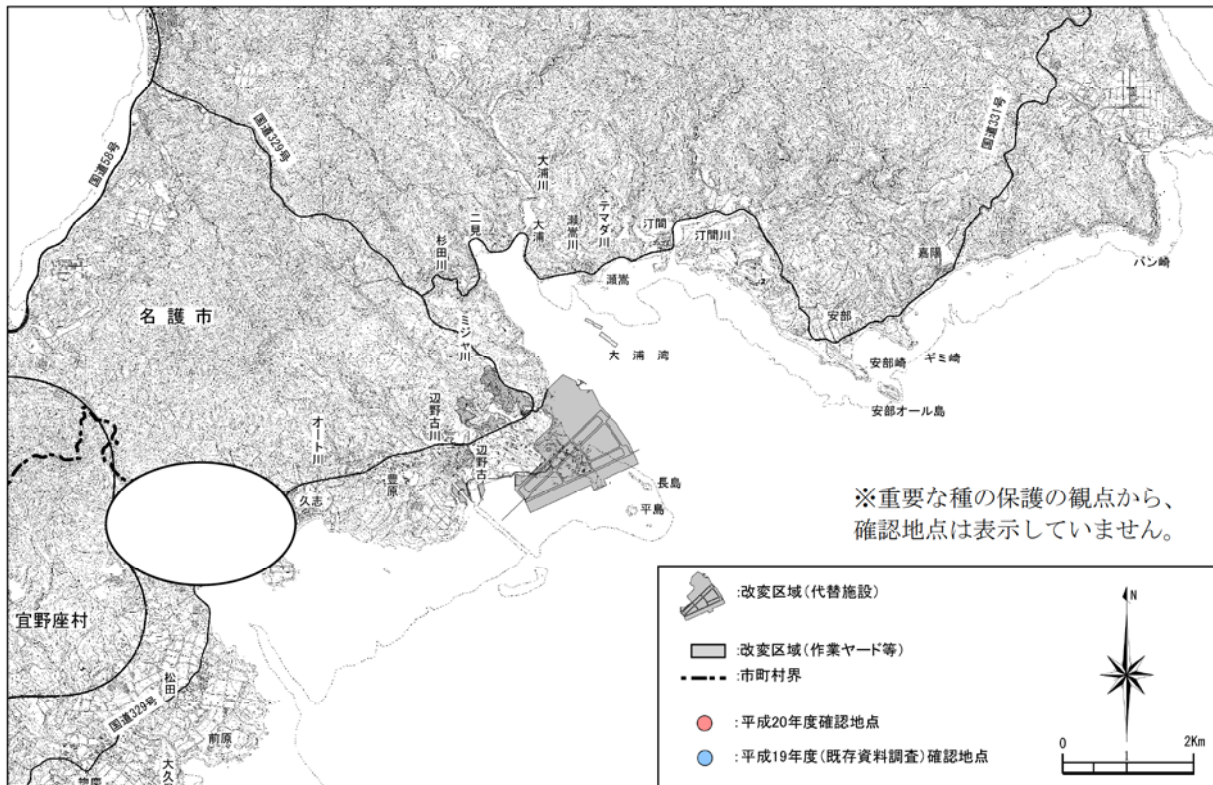 国道58号
国道329号
国道331号
大浦川
大浦
二見
杉田川
瀬嵩川
テマダ川
汀間
汀間川
瀬嵩
嘉陽
バン崎
名護市
ミジャ川
大浦湾
安部
安部崎
ギミ崎
安部オール島
辺野古川
オート川
辺野古
豊原
久志
長島
平島
※重要な種の保護の観点から、
確認地点は表示していません。
宜野座村
松田
国道329号
前原
大久
:改変区域(代替施設)
:改変区域(作業ヤード等)
:市町村界
:平成20年度確認地点
:平成19年度(既存資料調査)確認地点
N
0 2Km